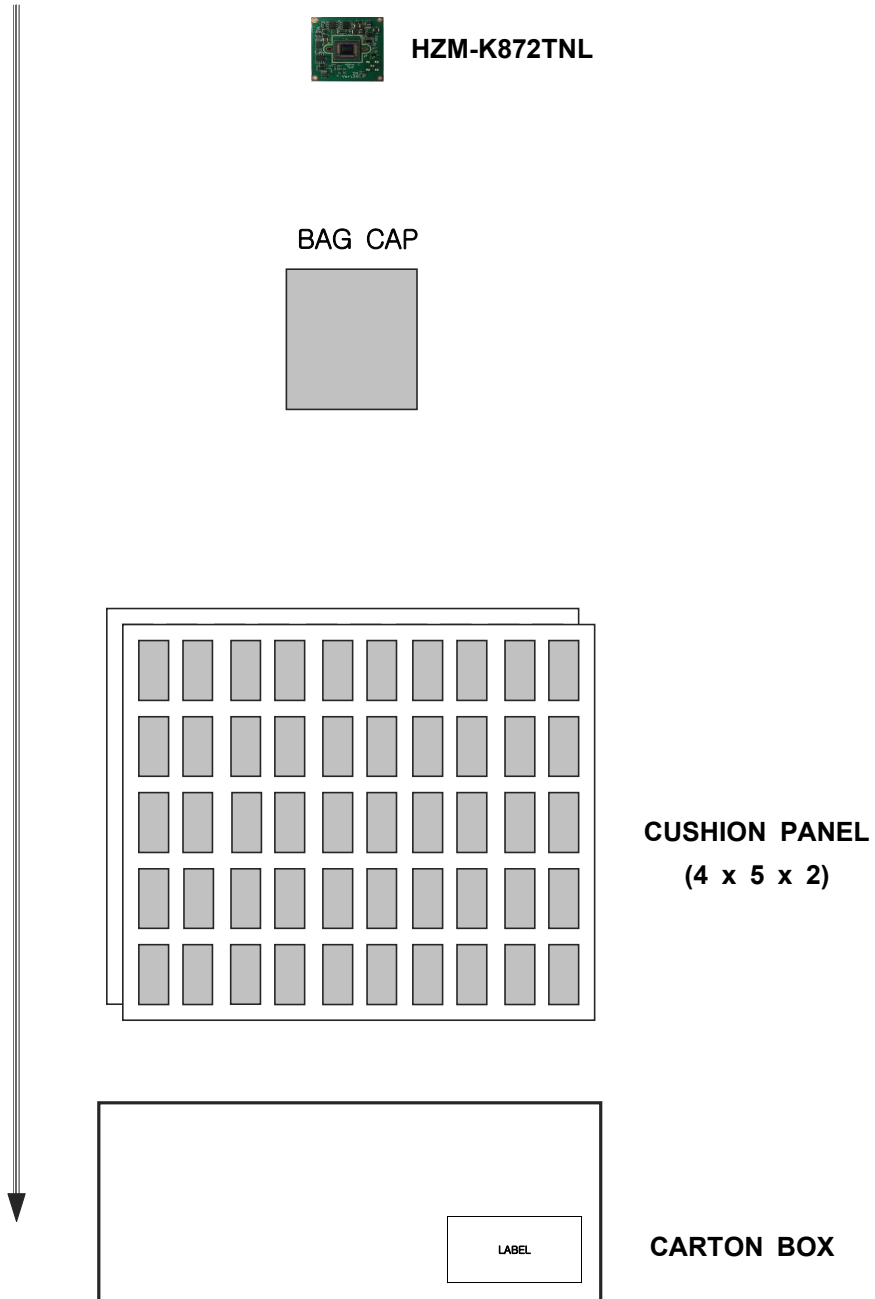 HZM-K872TNL
BAG CAP
CUSHION PANEL
(4 x 5 x 2)
LABEL
CARTON BOX